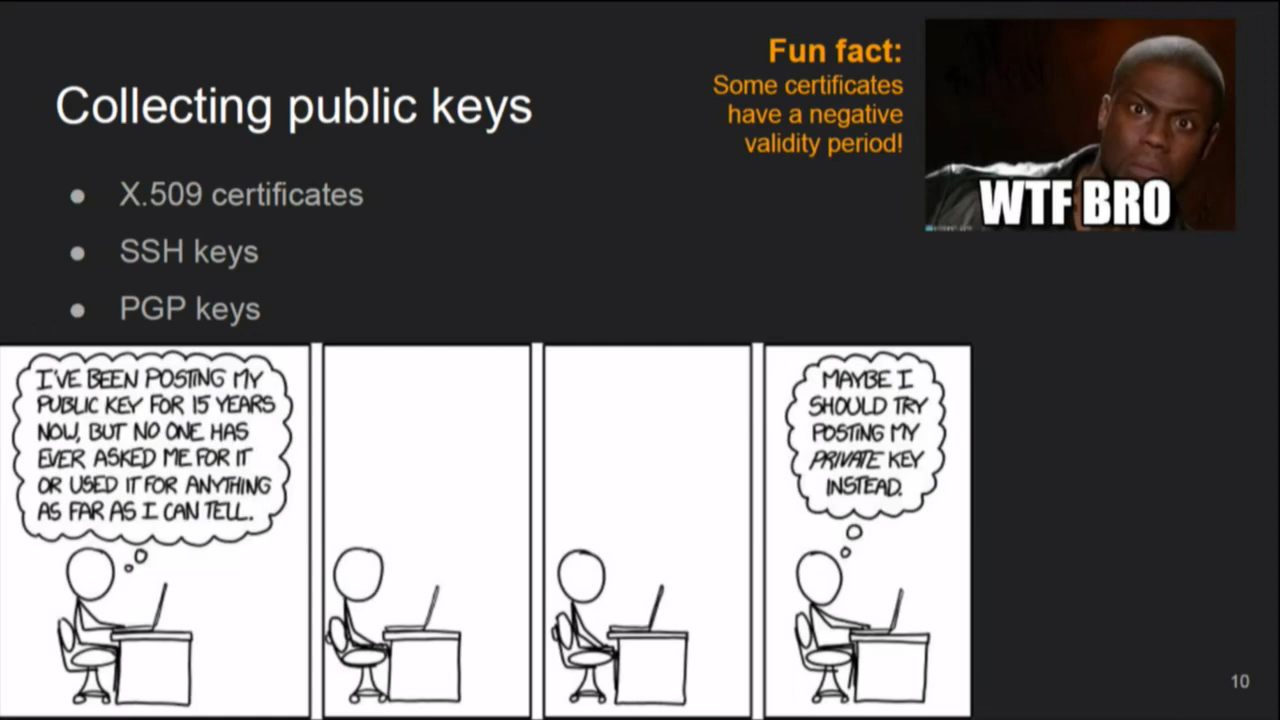 Collecting public keys
Fun fact:
Some certificates
have a negative
validity period!
WTF BRO
● X.509 certificates
● SSH keys
● PGP keys
I'VE BEEN POSTING MY
PUBLIC KEY FOR 15 YEARS
NOW, BUT NO ONE HAS
EVER ASKED ME FOR IT
OR USED IT FOR ANYTHING
AS FAR AS I CAN TELL.
MAYBE I
SHOULD TRY
POSTING MY
PRIVATE KEY
INSTEAD.
10